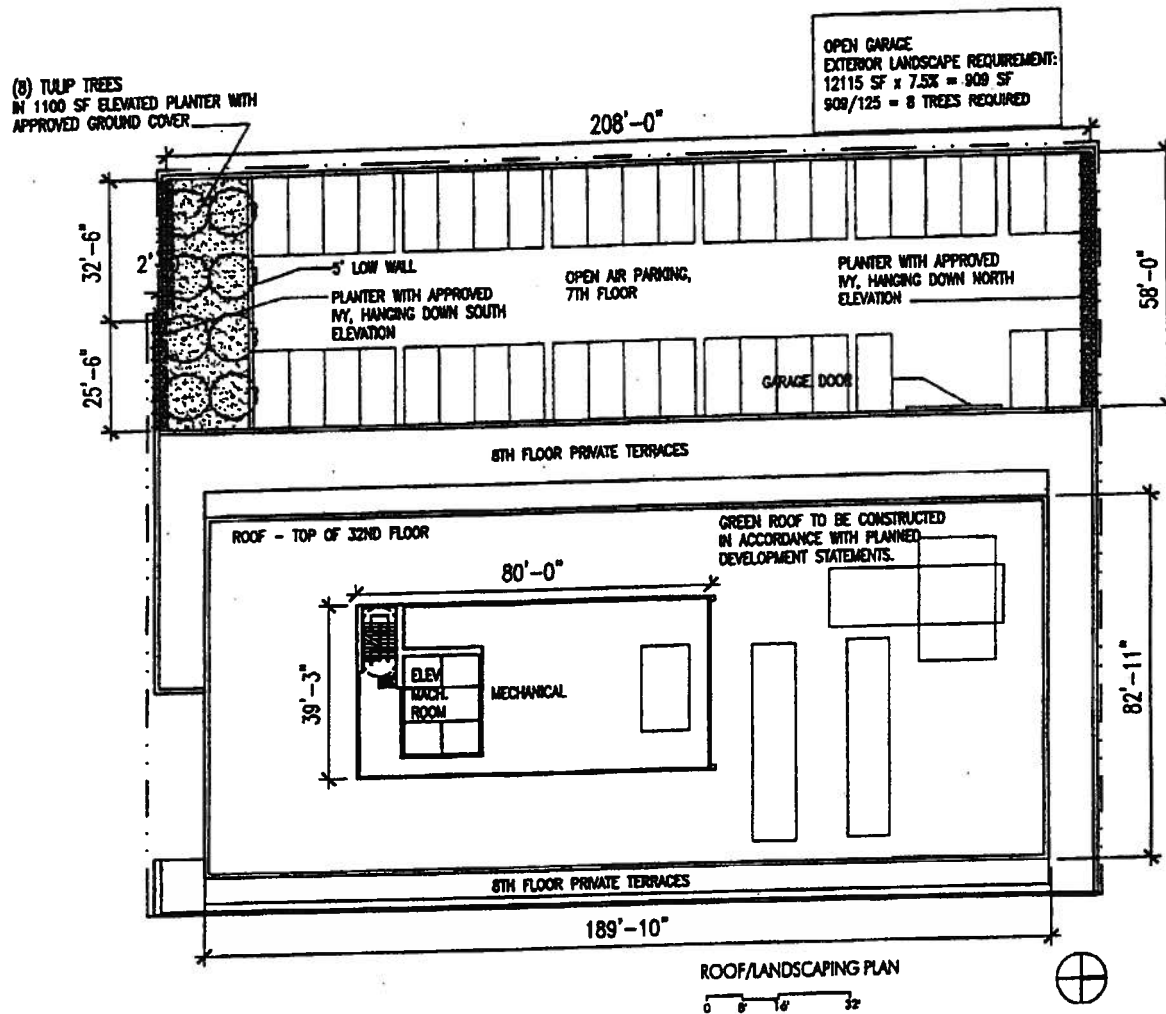 OPEN GARAGE
EXTERIOR LANDSCAPE REQUIREMENT:
12115 SF x 7.5% = 909 SF
909/125 = 8 TREES REQUIRED
(8) TULIP TREES
IN 1100 SF ELEVATED PLANTER WITH
APPROVED GROUND COVER
208'-0"
32'-6"
2'
25'-6"
5' LOW WALL
PLANTER WITH APPROVED
IVY, HANGING DOWN SOUTH
ELEVATION
OPEN AIR PARKING,
7TH FLOOR
PLANTER WITH APPROVED
IVY, HANGING DOWN NORTH
ELEVATION
58'-0"
GARAGE DOOR
8TH FLOOR PRIVATE TERRACES
ROOF - TOP OF 32ND FLOOR
GREEN ROOF TO BE CONSTRUCTED
IN ACCORDANCE WITH PLANNED
DEVELOPMENT STATEMENTS.
80'-0"
39'-3"
ELEV
MACH.
ROOM
MECHANICAL
82'-11"
8TH FLOOR PRIVATE TERRACES
189'-10"
ROOF/LANDSCAPING PLAN
0 8' 16' 32'